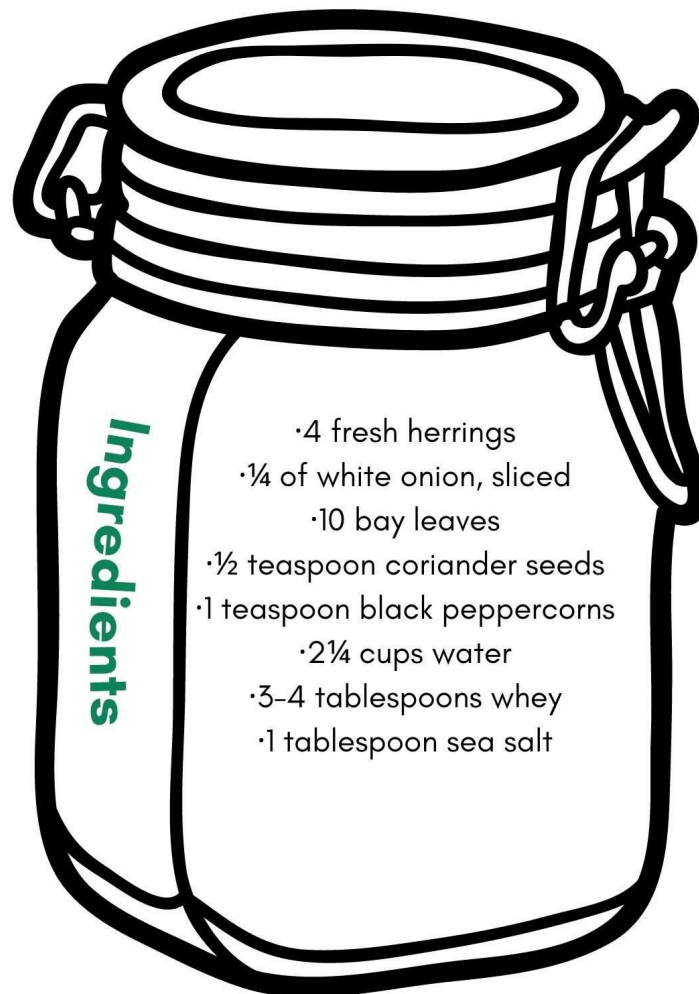 Ingredients
·4 fresh herrings
·¼ of white onion, sliced
·10 bay leaves
·½ teaspoon coriander seeds
·1 teaspoon black peppercorns
·2¼ cups water
·3-4 tablespoons whey
·1 tablespoon sea salt